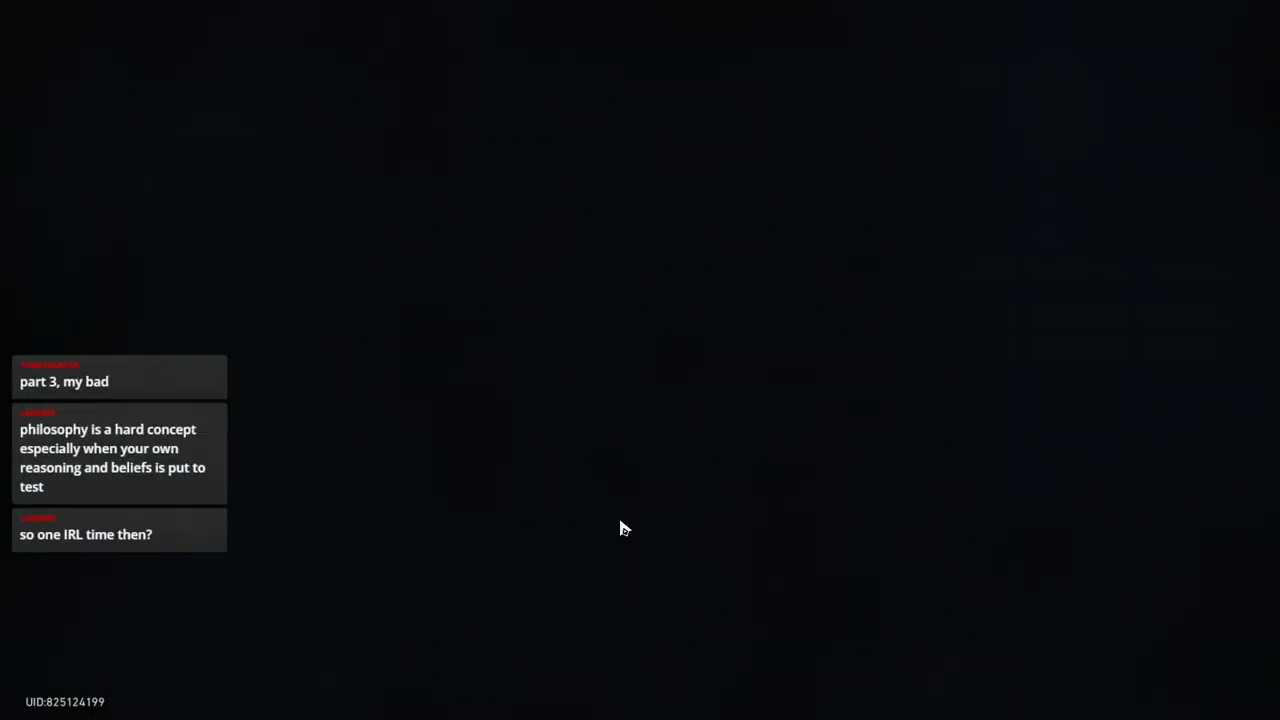 part 3, my bad
philosophy is a hard concept
especially when your own
reasoning and beliefs is put to
test
so one IRL time then?
UID:825124199